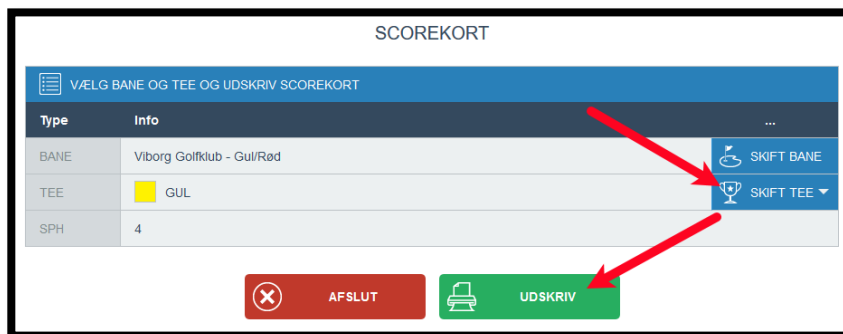 SCOREKORT
VÆLG BANE OG TEE OG UDSKRIV SCOREKORT
Type Info ...
BANE Viborg Golfklub - Gul/Rød SKIFT BANE
TEE GUL SKIFT TEE
SPH 4
AFSLUT UDSKRIV